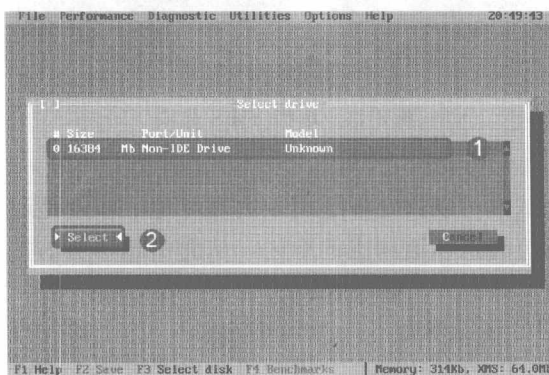 File Performance Diagnostic Utilities Options Help 20:49:43
[ ] Select drive
# Size Port/Unit Model
0 16384 Mb Non-IDE Drive Unknown
1
Select 2 Cancel
F1 Help F2 Save F3 Select disk F4 Benchmarks Memory: 314Kb, XMS: 64.0M